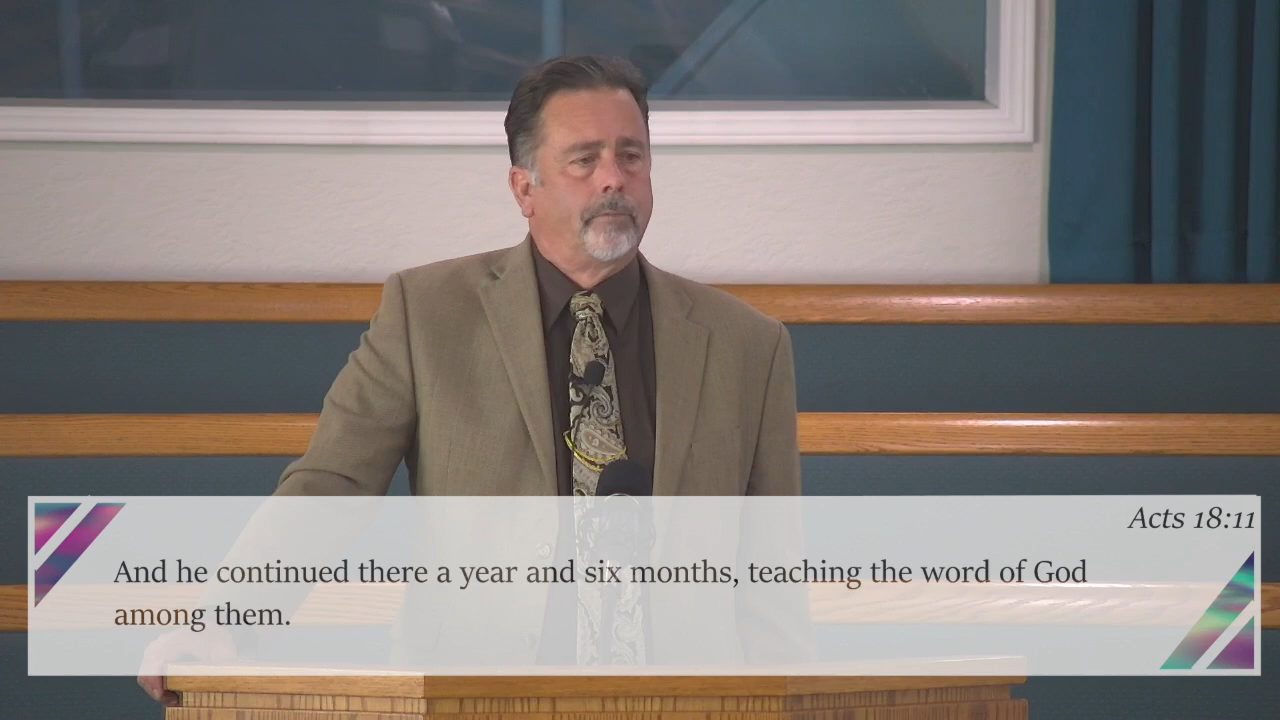 Acts 18:11
And he continued there a year and six months, teaching the word of God
among them.